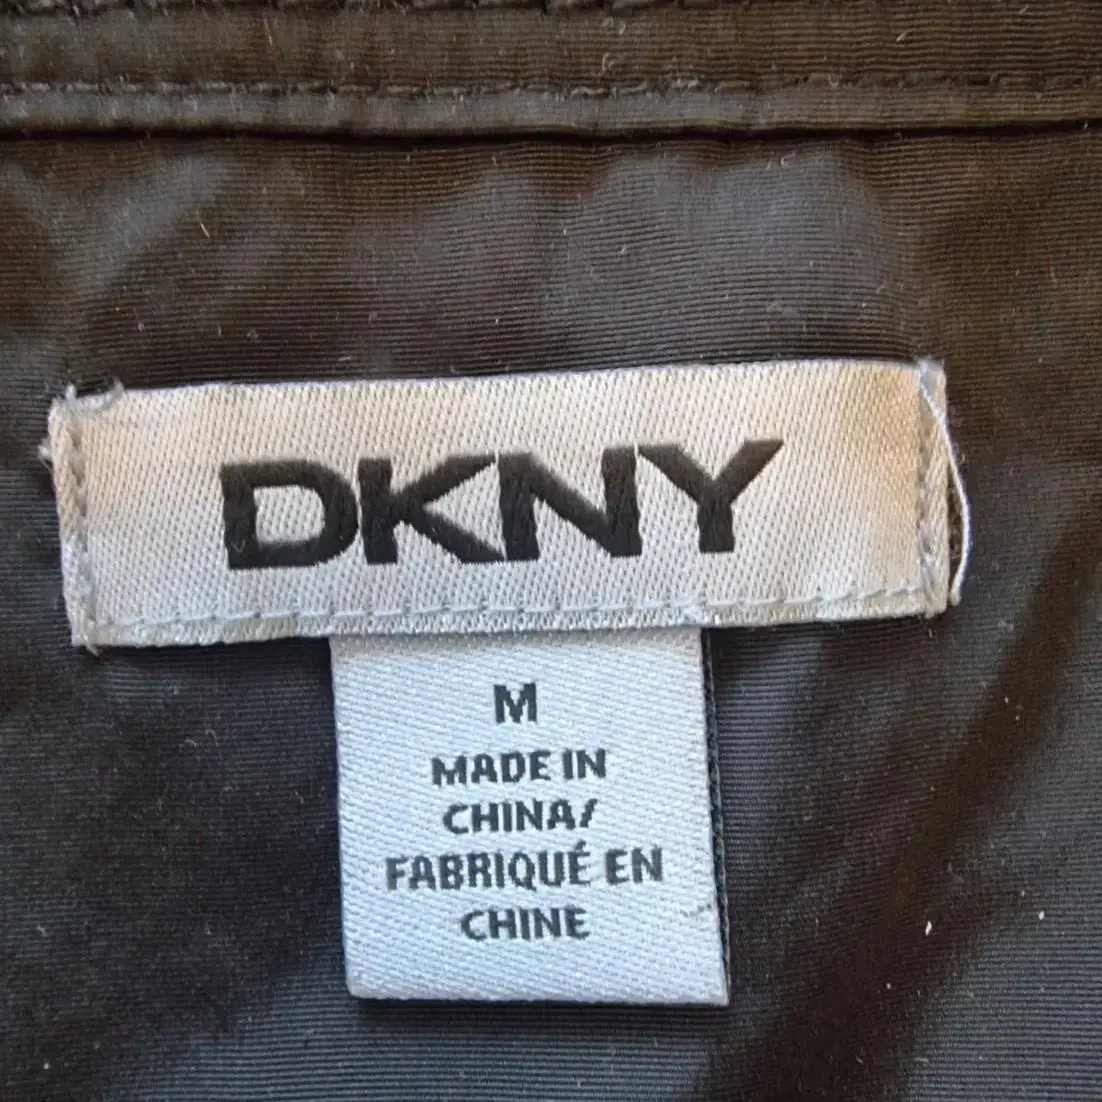 DKNY
M
MADE IN
CHINA/
FABRIQUÉ EN
CHINE